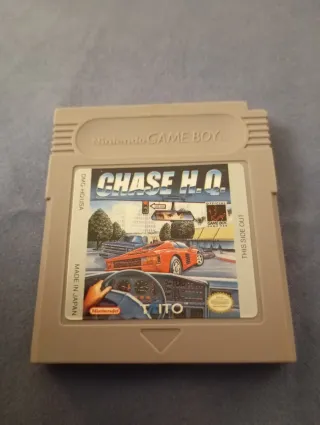 Nintendo GAME BOY
CHASE H.Q.
DMG-HQ-USA
MADE IN JAPAN
THIS SIDE OUT
Nintendo
TAITO